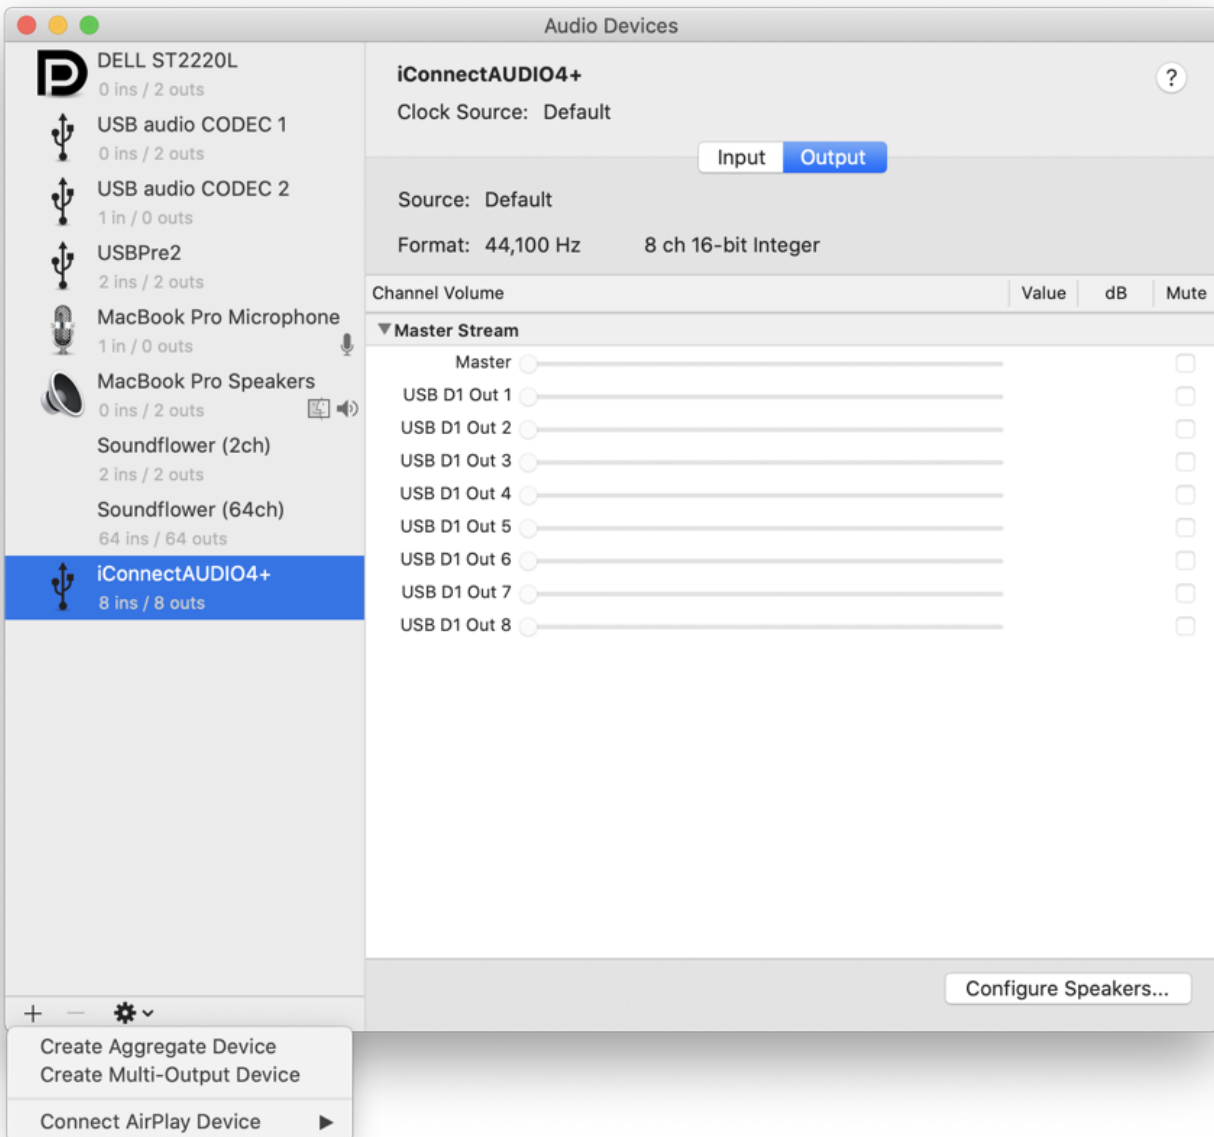 Audio Devices
DELL ST2220L
0 ins / 2 outs
USB audio CODEC 1
0 ins / 2 outs
USB audio CODEC 2
1 in / 0 outs
USBPre2
2 ins / 2 outs
MacBook Pro Microphone
1 in / 0 outs
MacBook Pro Speakers
0 ins / 2 outs
Soundflower (2ch)
2 ins / 2 outs
Soundflower (64ch)
64 ins / 64 outs
iConnectAUDIO4+
8 ins / 8 outs
iConnectAUDIO4+
?
Clock Source: Default
Input Output
Source: Default
Format: 44,100 Hz 8 ch 16-bit Integer
Channel Volume Value dB Mute
Master Stream
Master
USB D1 Out 1
USB D1 Out 2
USB D1 Out 3
USB D1 Out 4
USB D1 Out 5
USB D1 Out 6
USB D1 Out 7
USB D1 Out 8
Configure Speakers...
Create Aggregate Device
Create Multi-Output Device
Connect AirPlay Device